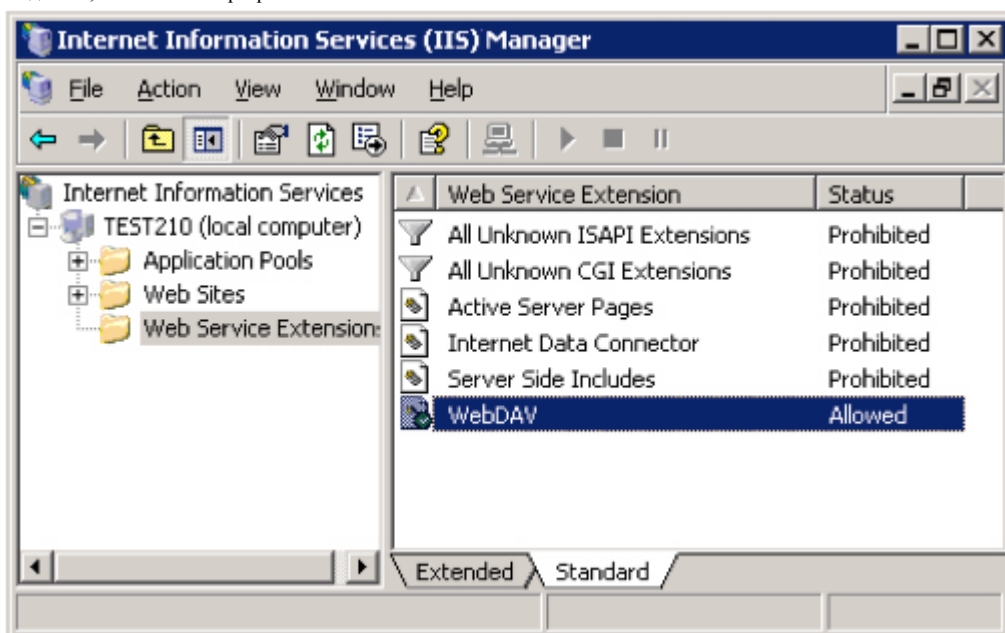 Internet Information Services (IIS) Manager
File Action View Window Help
Internet Information Services
TEST210 (local computer)
Application Pools
Web Sites
Web Service Extension
Web Service Extension Status
All Unknown ISAPI Extensions Prohibited
All Unknown CGI Extensions Prohibited
Active Server Pages Prohibited
Internet Data Connector Prohibited
Server Side Includes Prohibited
WebDAV Allowed
Extended Standard